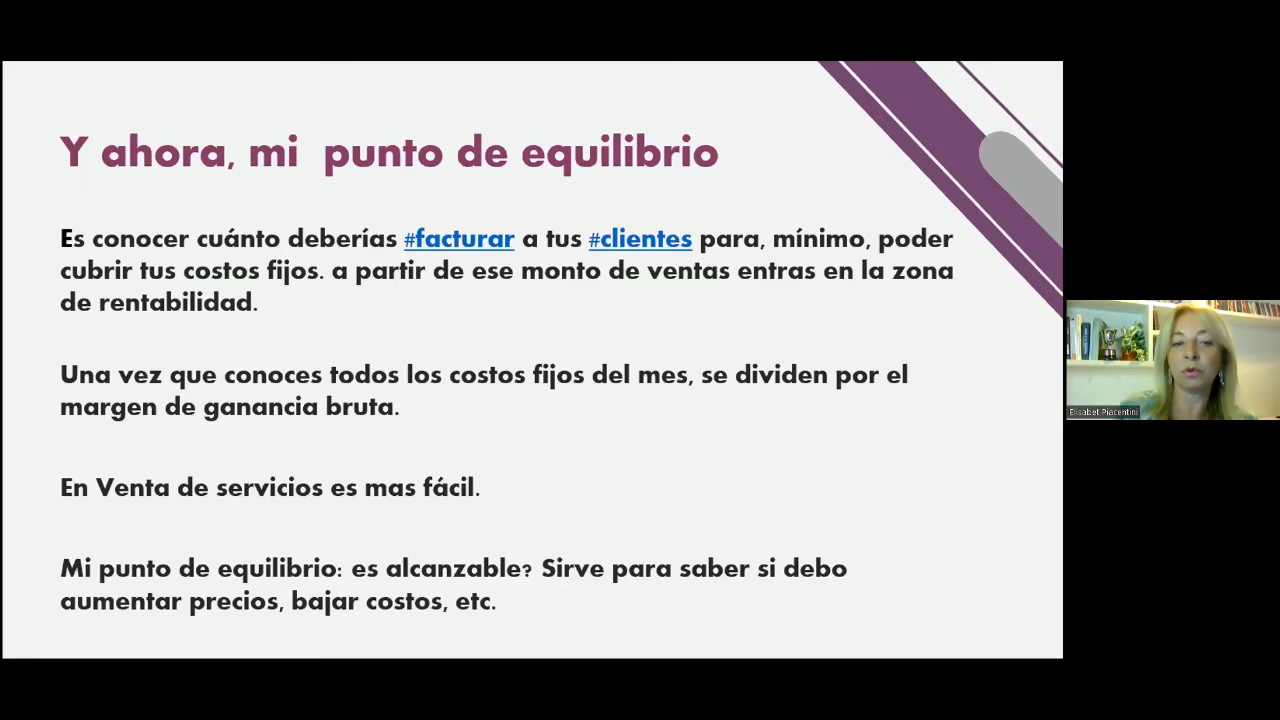 Y ahora, mi punto de equilibrio
Es conocer cuánto deberías #facturar a tus #clientes para, mínimo, poder
cubrir tus costos fijos. a partir de ese monto de ventas entras en la zona
de rentabilidad.
Una vez que conoces todos los costos fijos del mes, se dividen por el
margen de ganancia bruta.
En Venta de servicios es mas fácil.
Mi punto de equilibrio: es alcanzable? Sirve para saber si debo
aumentar precios, bajar costos, etc.
Elisabet Piacentini